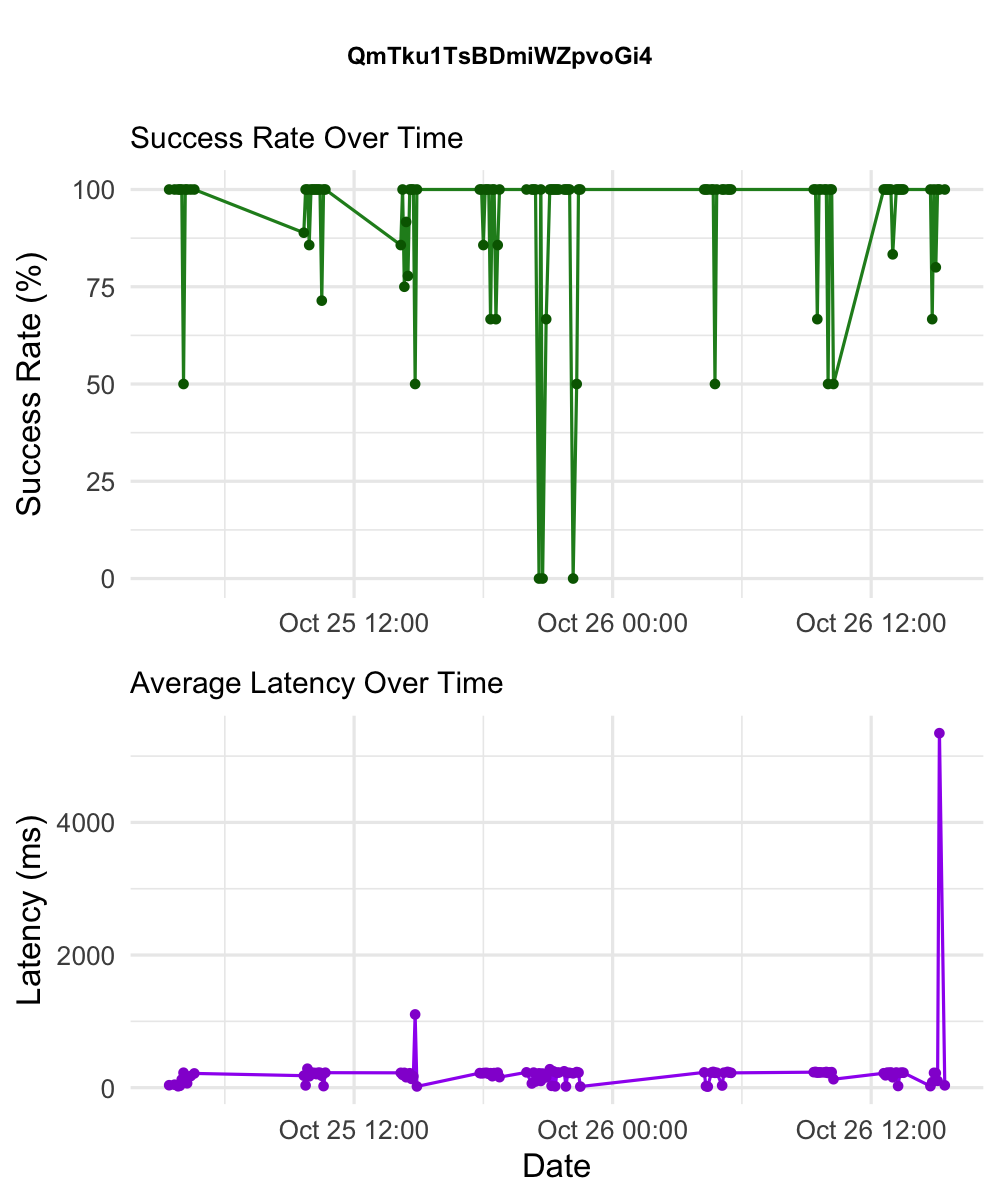 QmTku1TsBDmiWZpvoGi4
Success Rate Over Time
Success Rate (%)
100
75
50
25
0
Oct 25 12:00 Oct 26 00:00 Oct 26 12:00
Average Latency Over Time
Latency (ms)
4000
2000
0
Oct 25 12:00 Oct 26 00:00 Oct 26 12:00
Date